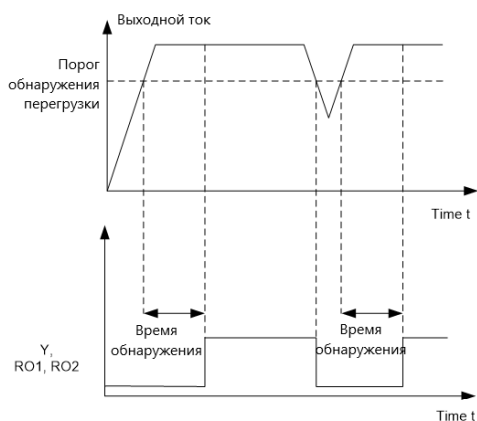 Выходной ток
Порог
обнаружения
перегрузки
Time t
Время
обнаружения
Время
обнаружения
Y,
RO1, RO2
Time t